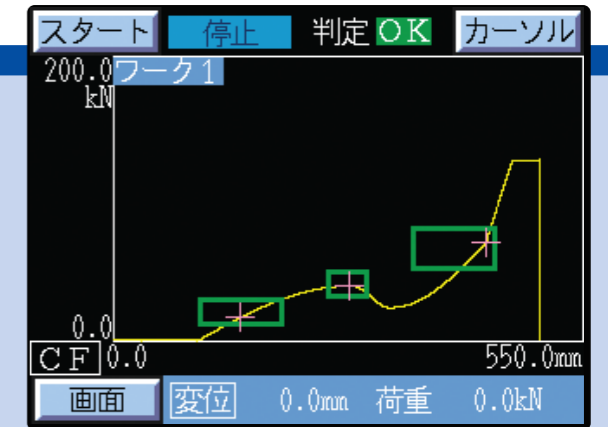 スタート 停止 判定 OK カーソル
200.0 ワーク1
kN
0.0
CF 0.0 550.0mm
画面 変位 0.0mm 荷重 0.0kN